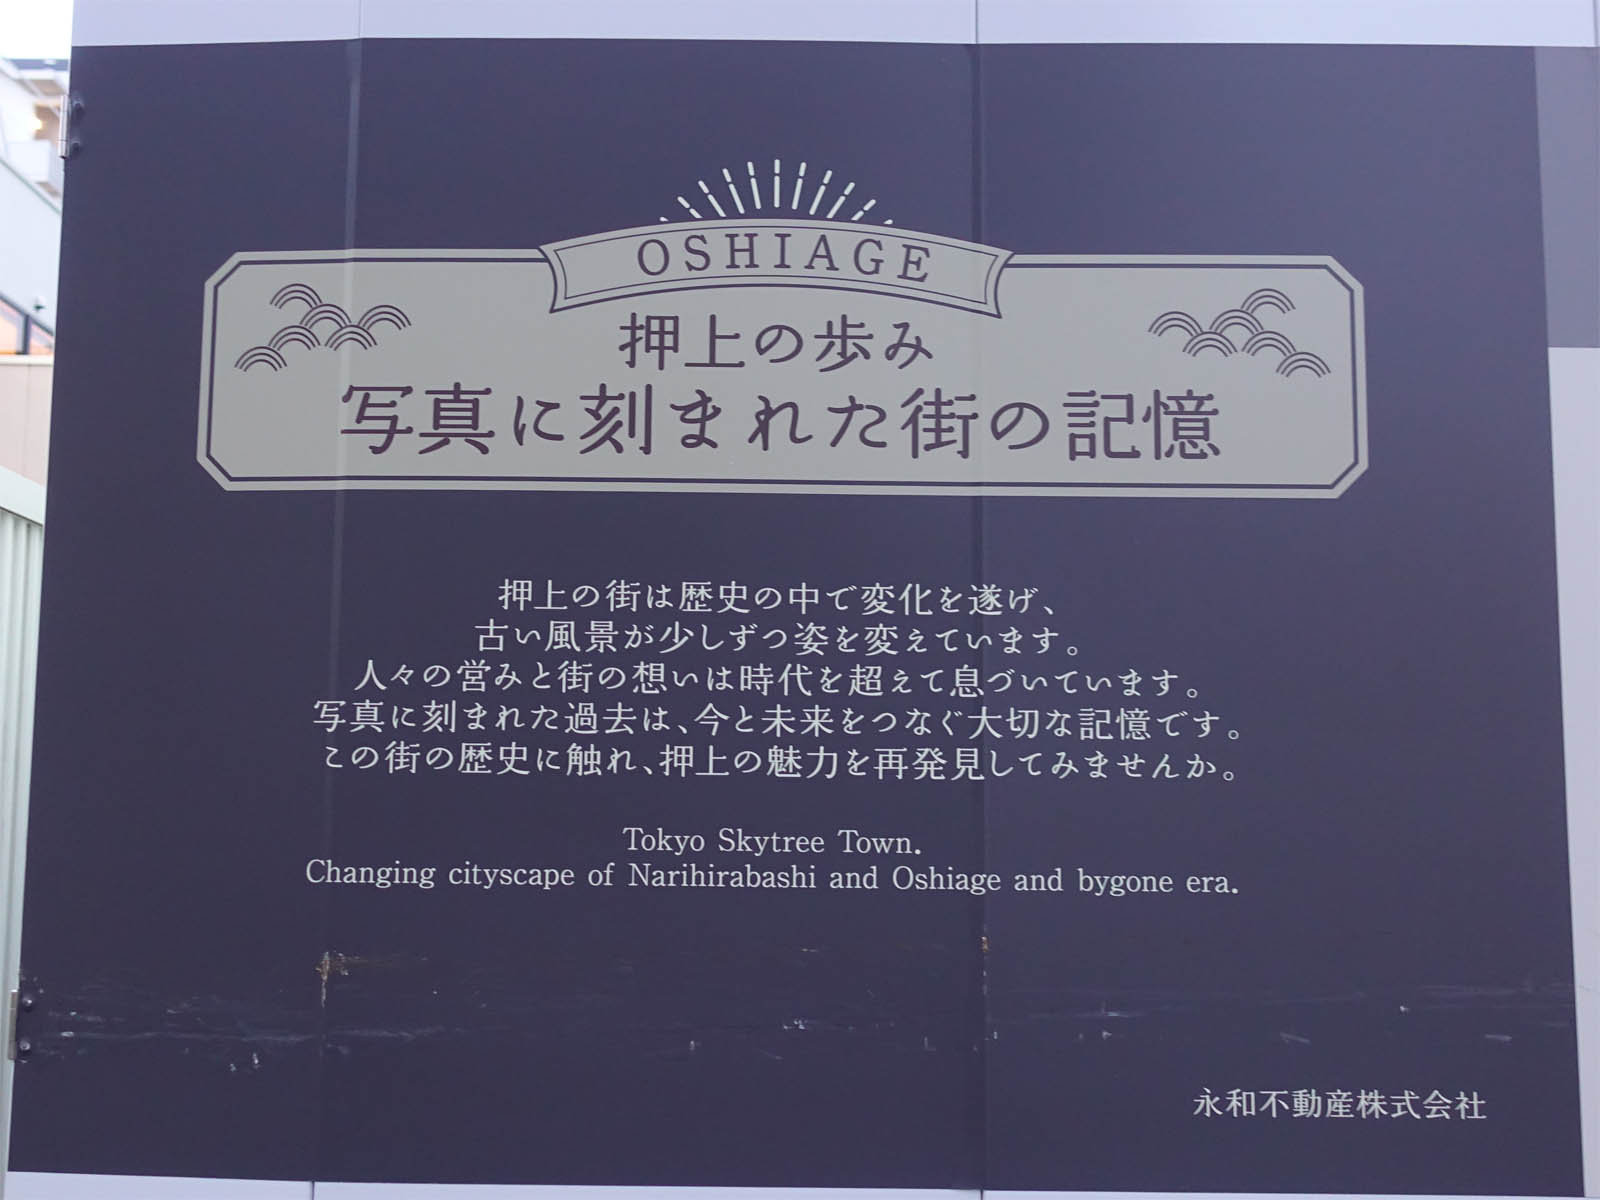 OSHIAGE
押上の歩み
写真に刻まれた街の記憶
押上の街は歴史の中で変化を遂げ、
古い風景が少しずつ姿を変えています。
人々の営みと街の想いは時代を超えて息づいています。
写真に刻まれた過去は、今と未来をつなぐ大切な記憶です。
この街の歴史に触れ、押上の魅力を再発見してみませんか。
Tokyo Skytree Town.
Changing cityscape of Narihirabashi and Oshiage and bygone era.
永和不動産株式会社